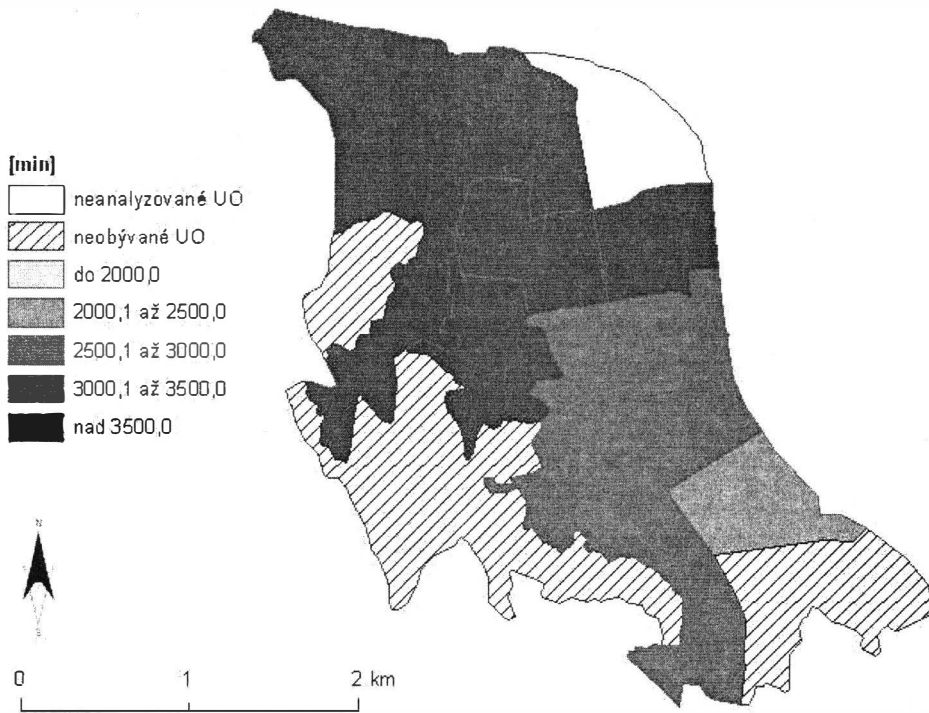 [min]
neanalyzované UO
neobývané UO
do 2000,0
2000,1 až 2500,0
2500,1 až 3000,0
3000,1 až 3500,0
nad 3500,0
N
0 1 2 km